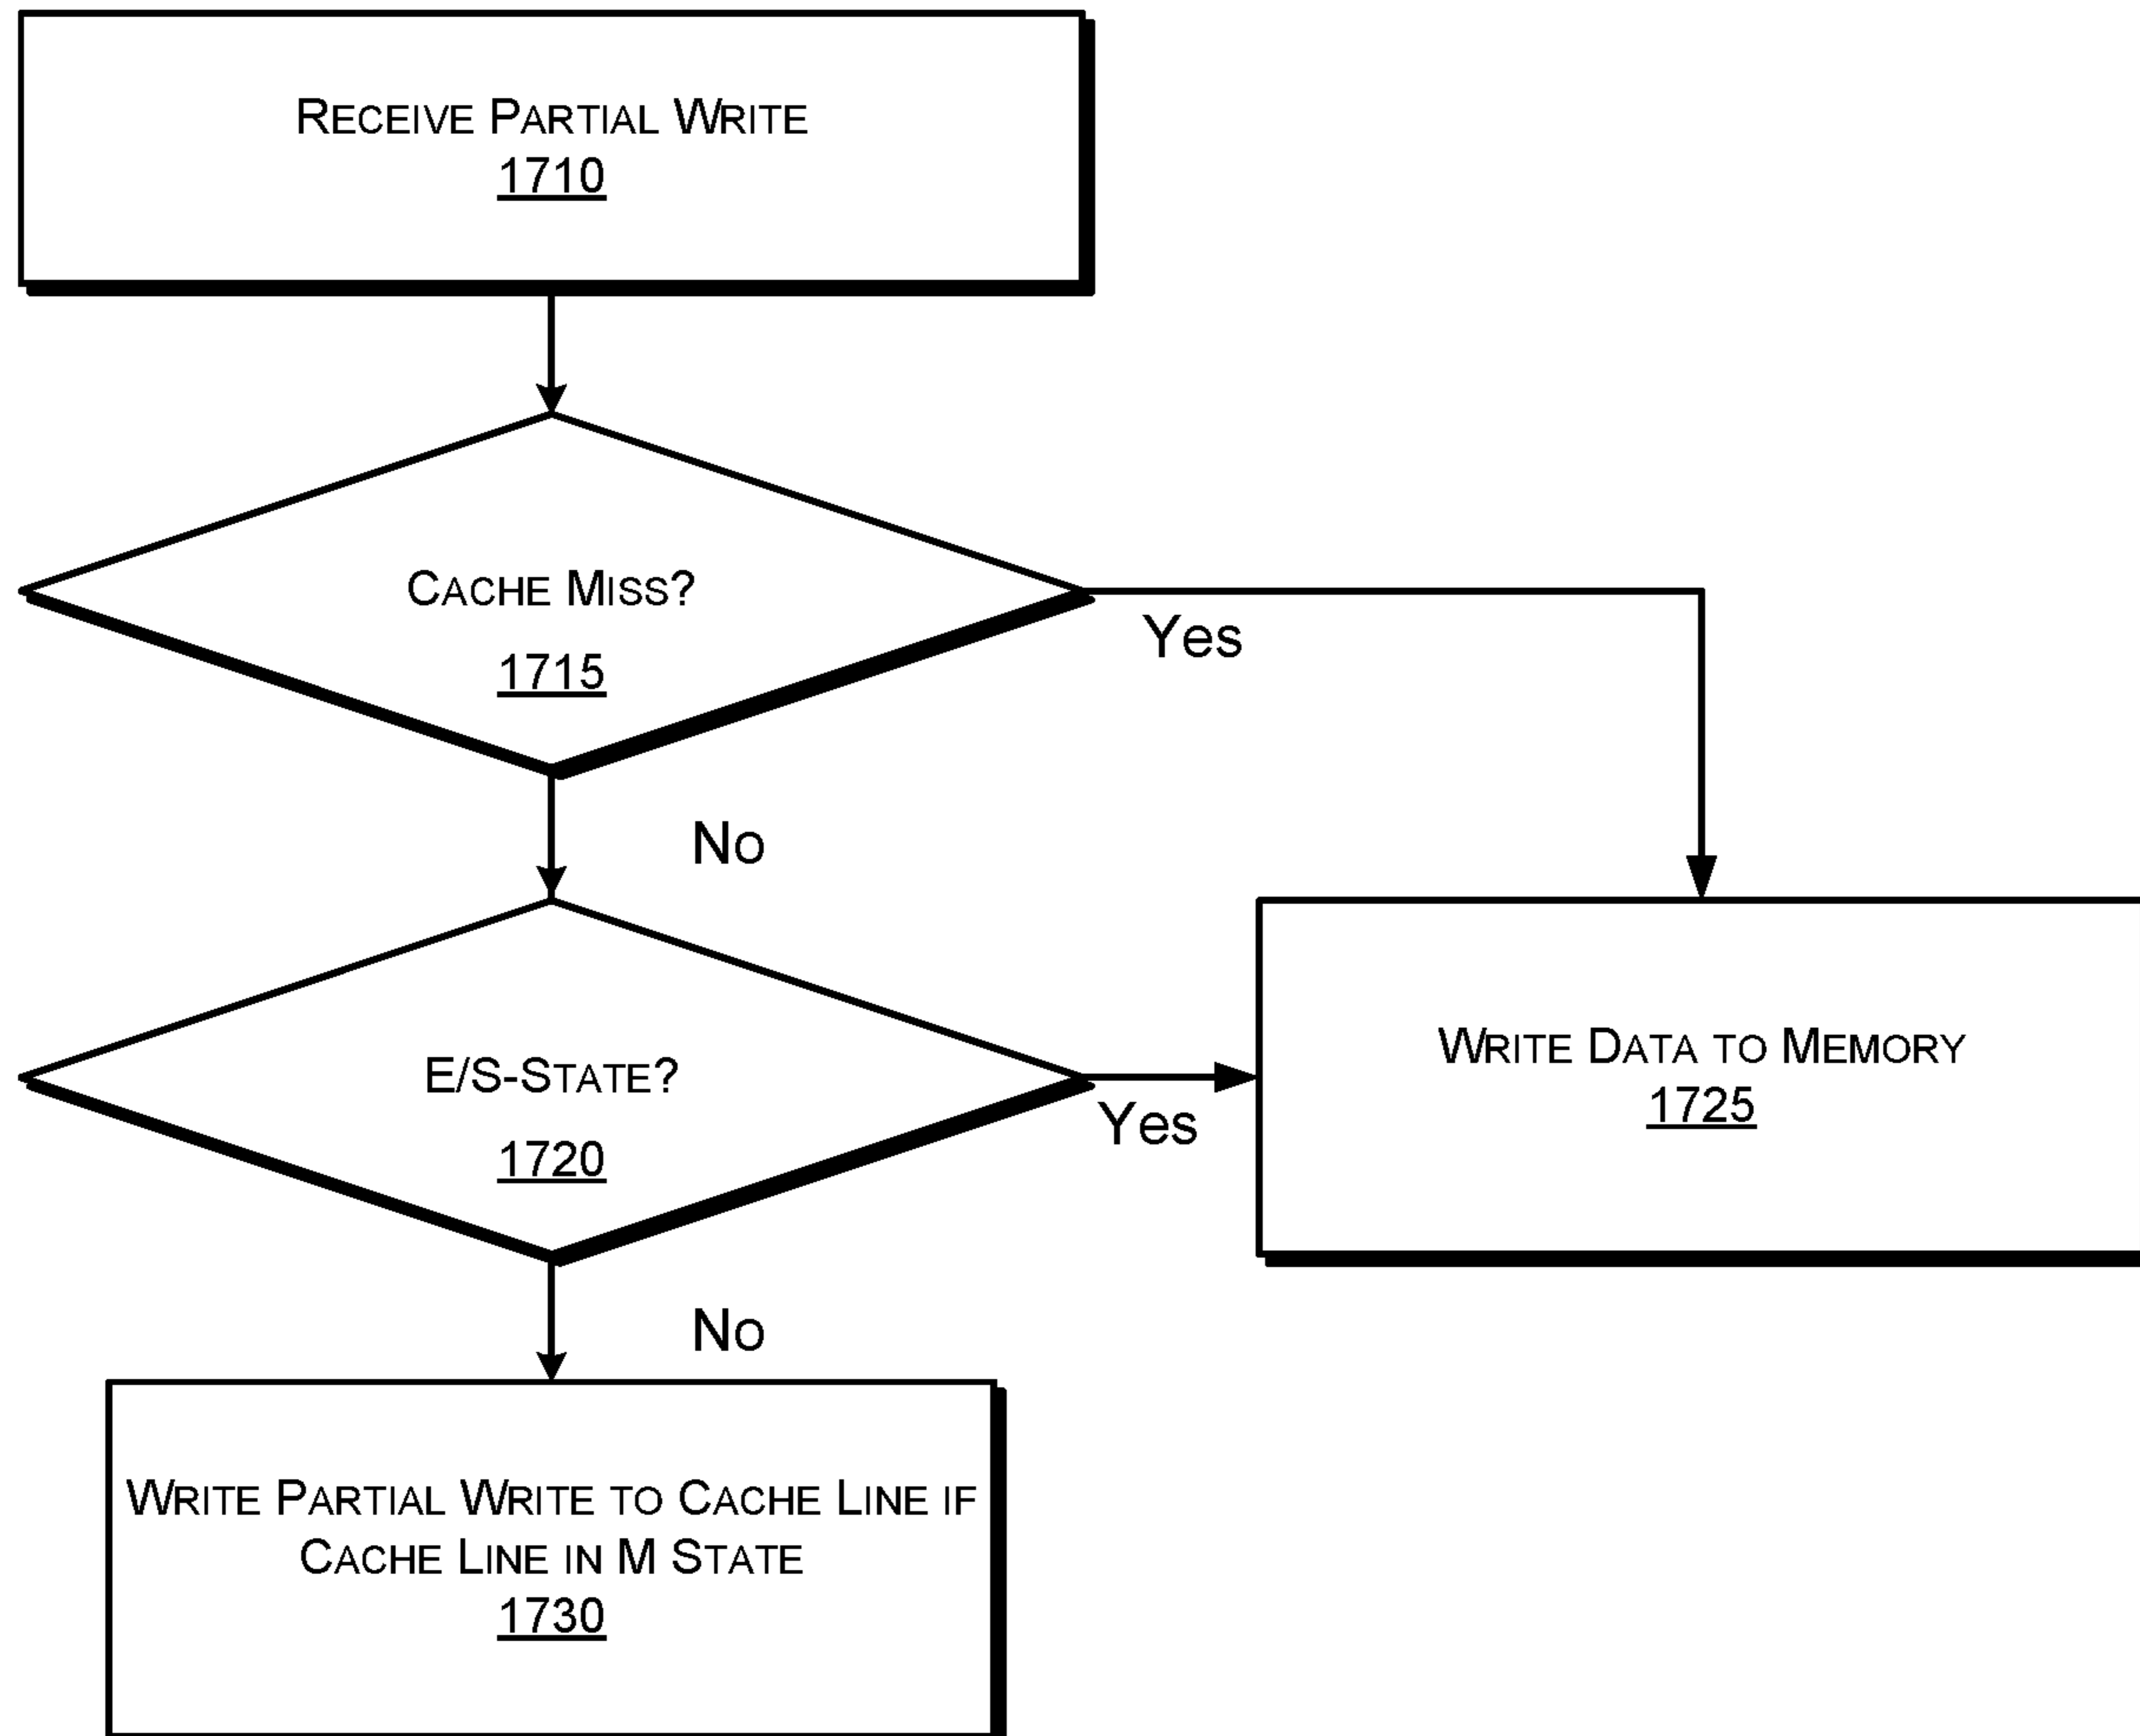 RECEIVE PARTIAL WRITE
1710
CACHE MISS?
1715
Yes
No
E/S-STATE?
1720
Yes
WRITE DATA TO MEMORY
1725
No
WRITE PARTIAL WRITE TO CACHE LINE IF
CACHE LINE IN M STATE
1730